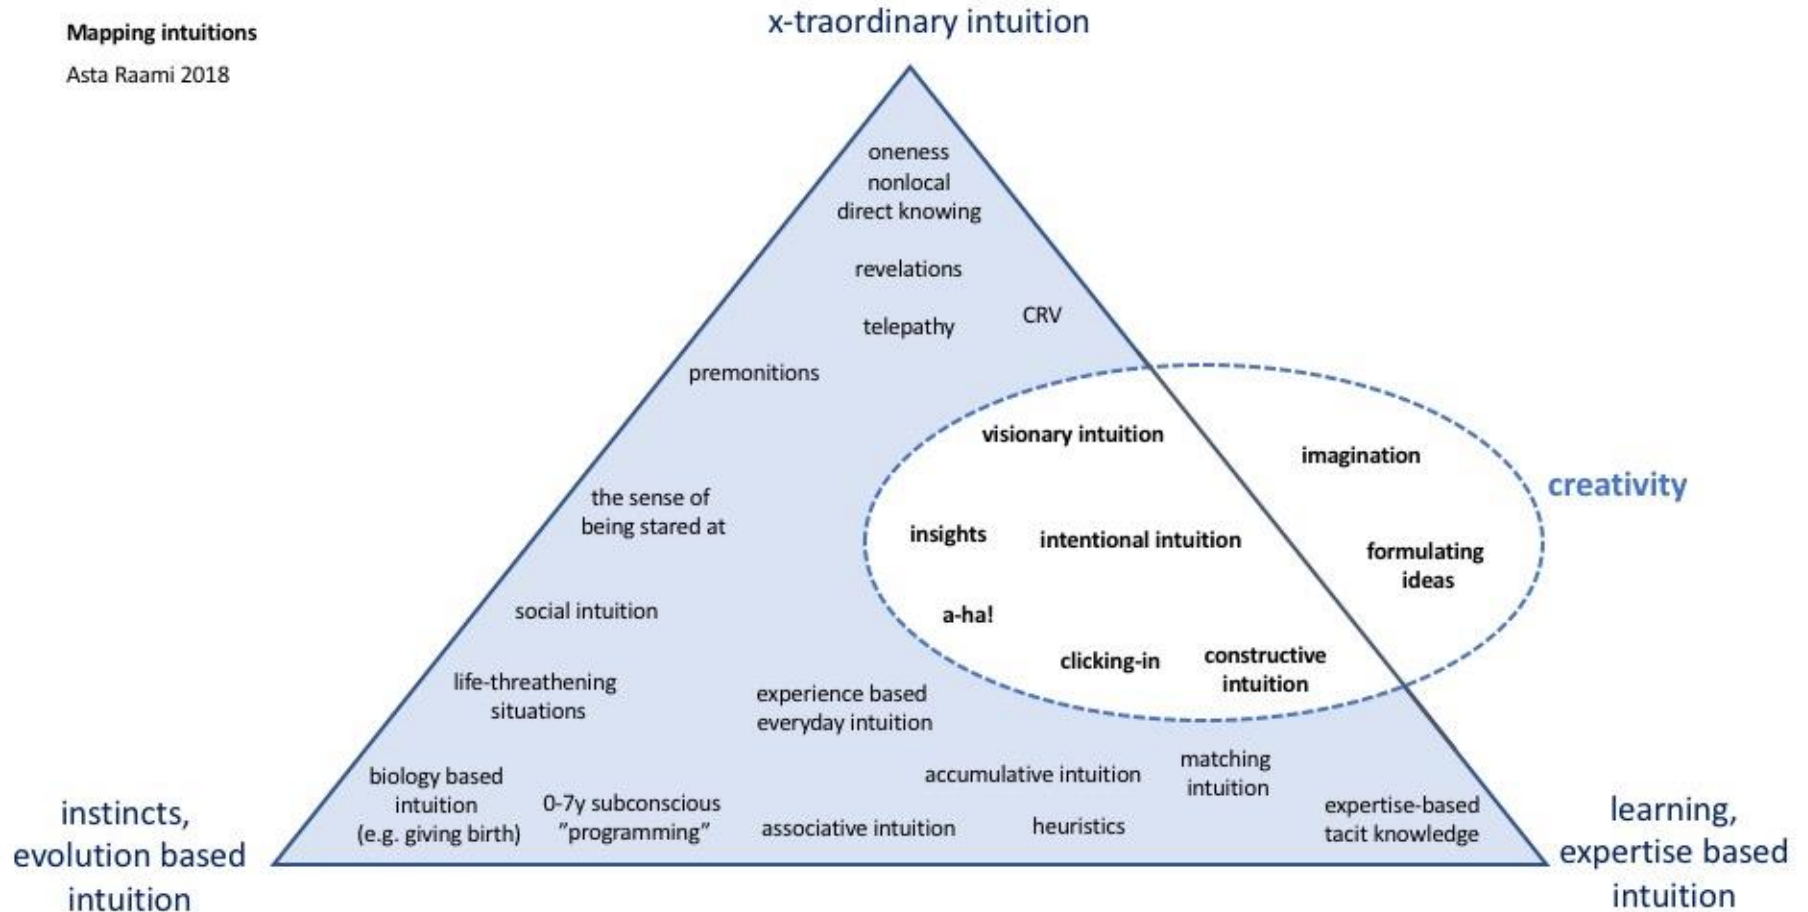 Mapping intuitions
Asta Raami 2018
x-traordinary intuition
oneness
nonlocal
direct knowing
revelations
telepathy
CRV
premonitions
visionary intuition
imagination
creativity
the sense of
being stared at
insights
intentional intuition
formulating
ideas
a-ha!
social intuition
clicking-in
constructive
intuition
life-threathening
situations
experience based
everyday intuition
biology based
intuition
(e.g. giving birth)
0-7y subconscious
”programming”
accumulative intuition
matching
intuition
associative intuition
heuristics
expertise-based
tacit knowledge
instincts,
evolution based
intuition
learning,
expertise based
intuition